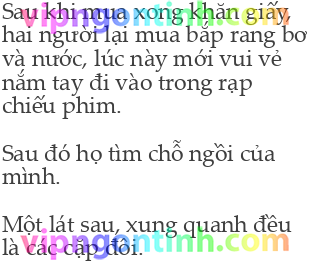 Sau khi mua xong khăn giấy,
hai người lại mua bắp rang bơ
và nước, lúc này mới vui vẻ
nắm tay đi vào trong rạp
chiếu phim.
Sau đó họ tìm chỗ ngồi của
mình.
Một lát sau, xung quanh đều
là các cặp đôi.
vipngontinh.com
vipngontinh.com